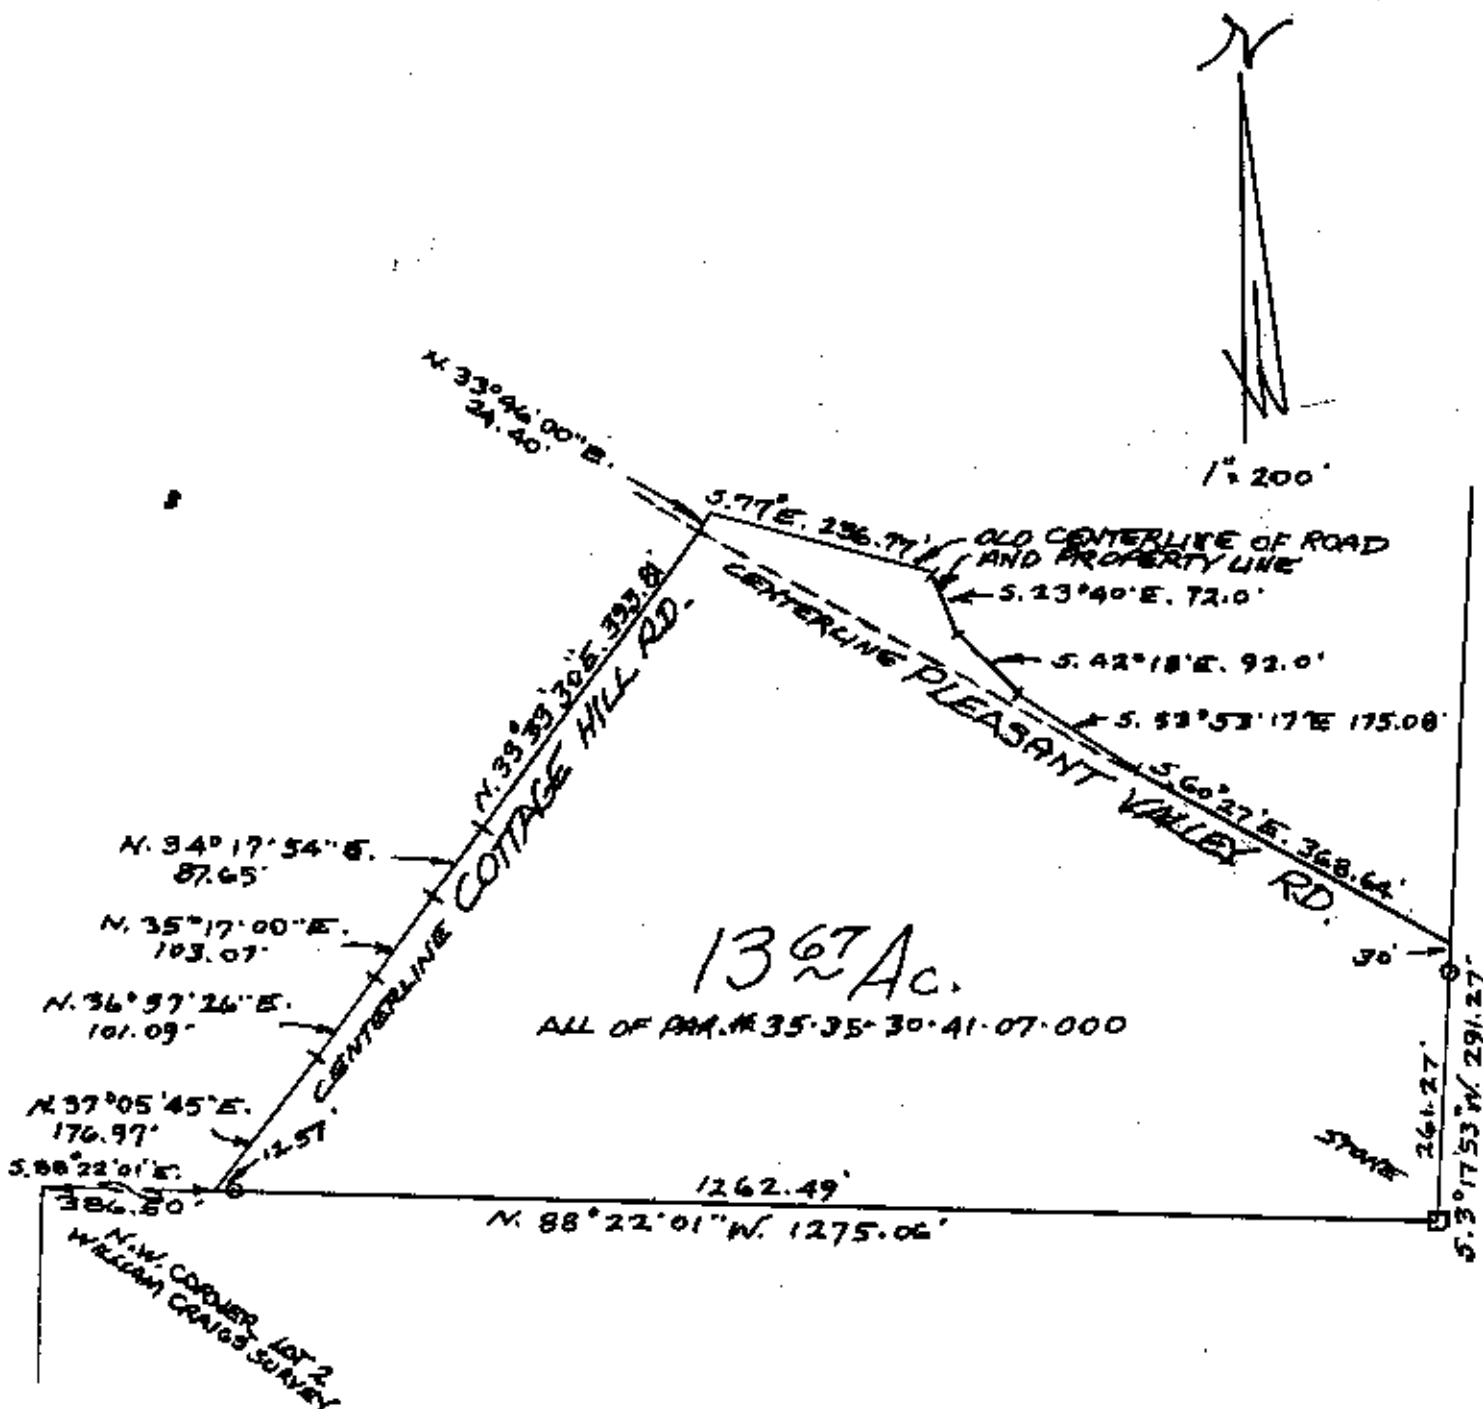 N
1" = 200'
N. 33°46'00" E.
24.40'
S. 77° E. 236.77'
OLD CENTERLINE OF ROAD
AND PROPERTY LINE
S. 23°40' E. 72.0'
S. 42°18' E. 92.0'
S. 53°53'17" E 175.08'
S. 60°27' E. 368.64'
CENTERLINE PLEASANT VALLEY RD.
N. 33°33'30" E. 393.81'
CENTERLINE COTTAGE HILL RD.
N. 34°17'54" E.
87.65'
N. 35°17'00" E.
103.07'
N. 36°37'26" E.
101.09'
N. 37°05'45" E.
176.97'
12.57'
S. 88°22'01" E.
386.80'
N.W. CORNER LOT 2
WILLIAM CRAIGS SURVEY
13 67 Ac.
ALL OF PAR. # 35-35-30-41-07-000
30'
261.27'
S. 3°17'53" W. 291.27'
STONE
1262.49'
N. 88°22'01" W. 1275.06'